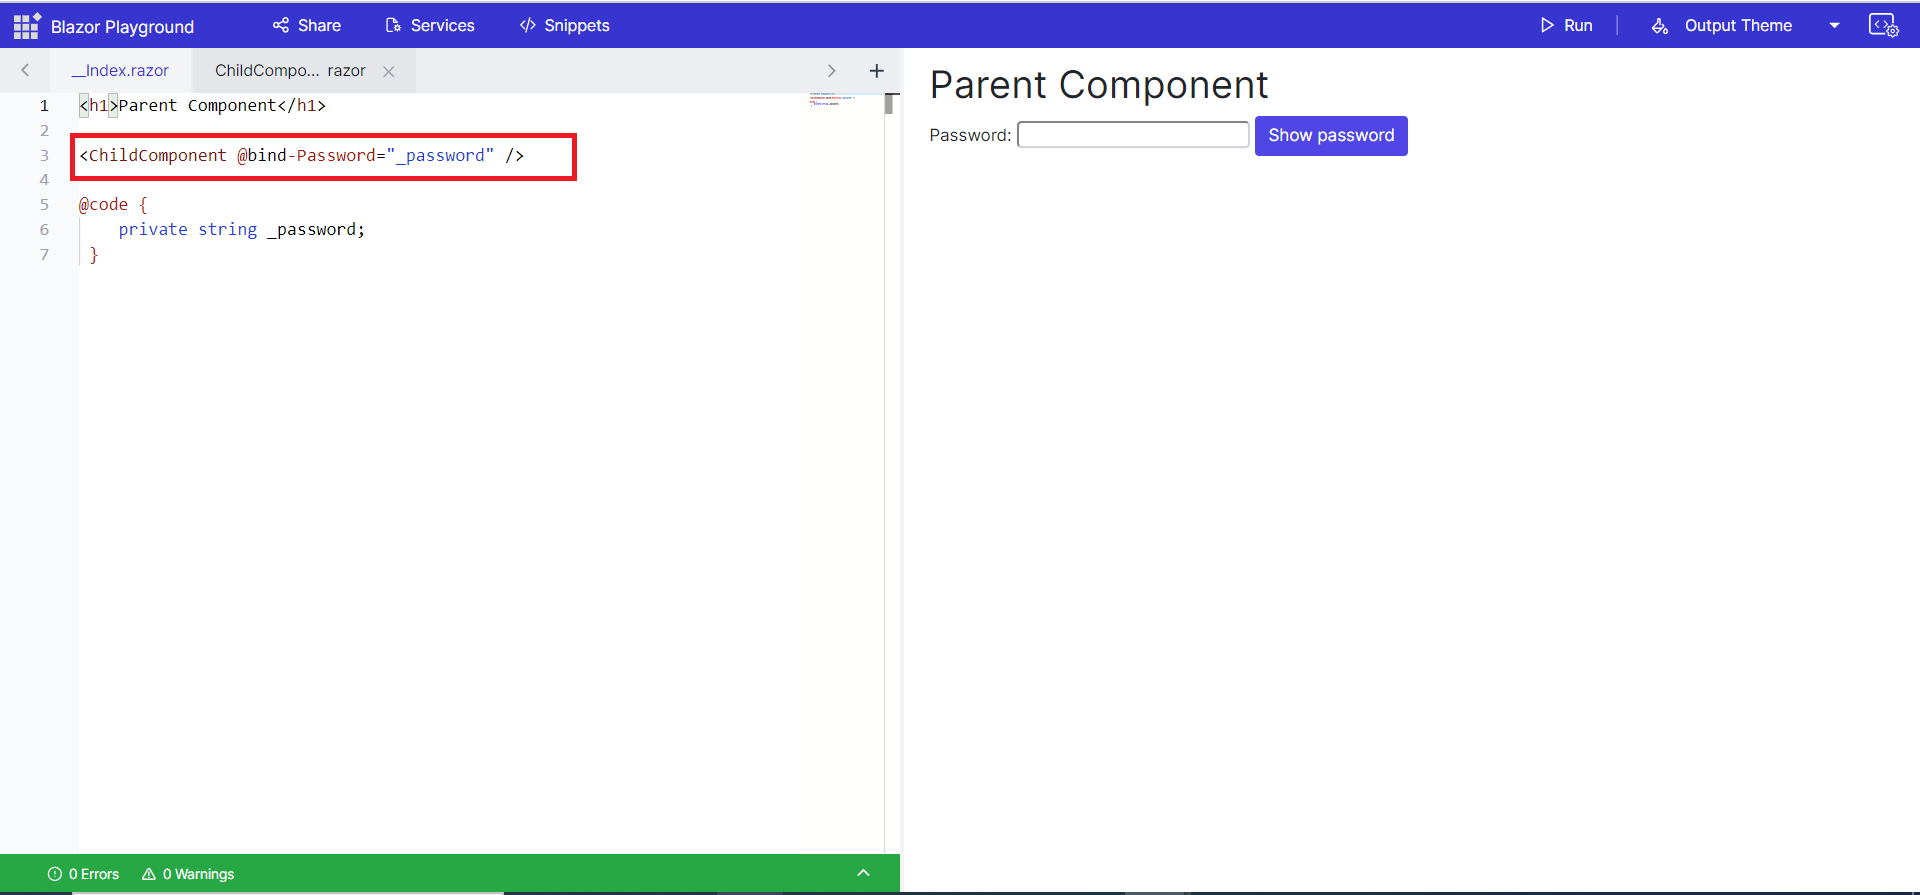 Blazor Playground Share Services Snippets Run Output Theme
__Index.razor ChildCompo... razor
1 <h1>Parent Component</h1>
2
3 <ChildComponent @bind-Password="_password" />
4
5 @code {
6 private string _password;
7 }
0 Errors 0 Warnings
Parent Component
Password: Show password